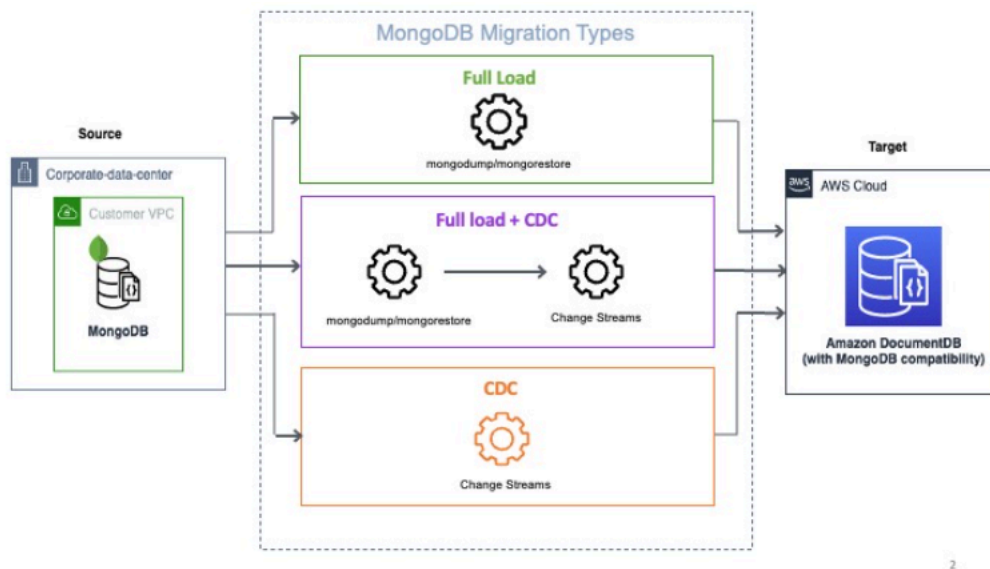 MongoDB Migration Types
Full Load
mongodump/mongorestore
Source
Corporate-data-center
Customer VPC
MongoDB
Full load + CDC
mongodump/mongorestore
Change Streams
CDC
Change Streams
Target
aws
AWS Cloud
Amazon DocumentDB
(with MongoDB compatibility)
2